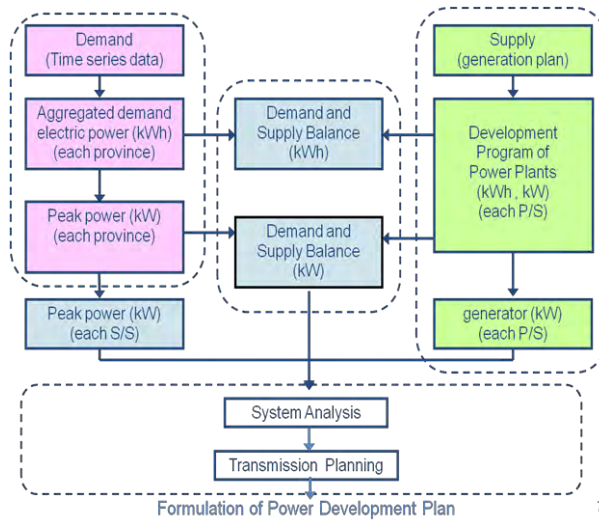 Demand
(Time series data)
Supply
(generation plan)
Aggregated demand
electric power (kWh)
(each province)
Demand and
Supply Balance
(kWh)
Development
Program of
Power Plants
(kWh , kW)
(each P/S)
Peak power (kW)
(each province)
Demand and
Supply Balance
(kW)
Peak power (kW)
(each S/S)
generator (kW)
(each P/S)
System Analysis
Transmission Planning
Formulation of Power Development Plan